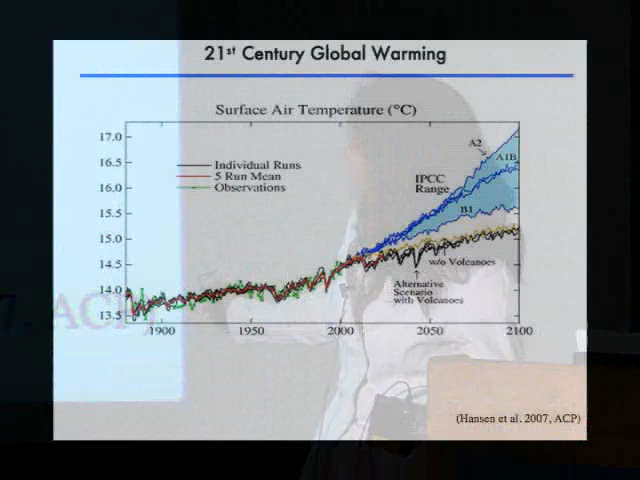 21st Century Global Warming
Surface Air Temperature (°C)
17.0
16.5
16.0
15.5
15.0
14.5
14.0
13.5
1900
1950
2000
2050
2100
Individual Runs
5 Run Mean
Observations
A2
A1B
IPCC
Range
B1
w/o Volcanoes
Alternative
Scenario
with Volcanoes
(Hansen et al. 2007, ACP)
7. ACP